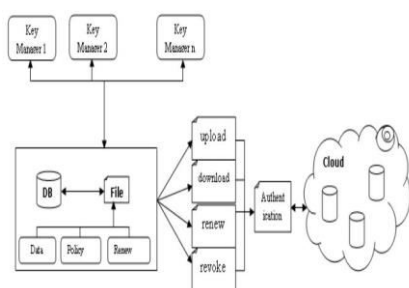 Key
Manager 1
Key
Manager 2
Key
Manager n
upload
download
renew
revoke
DB
File
Data
Policy
Renew
Authent
ication
Cloud